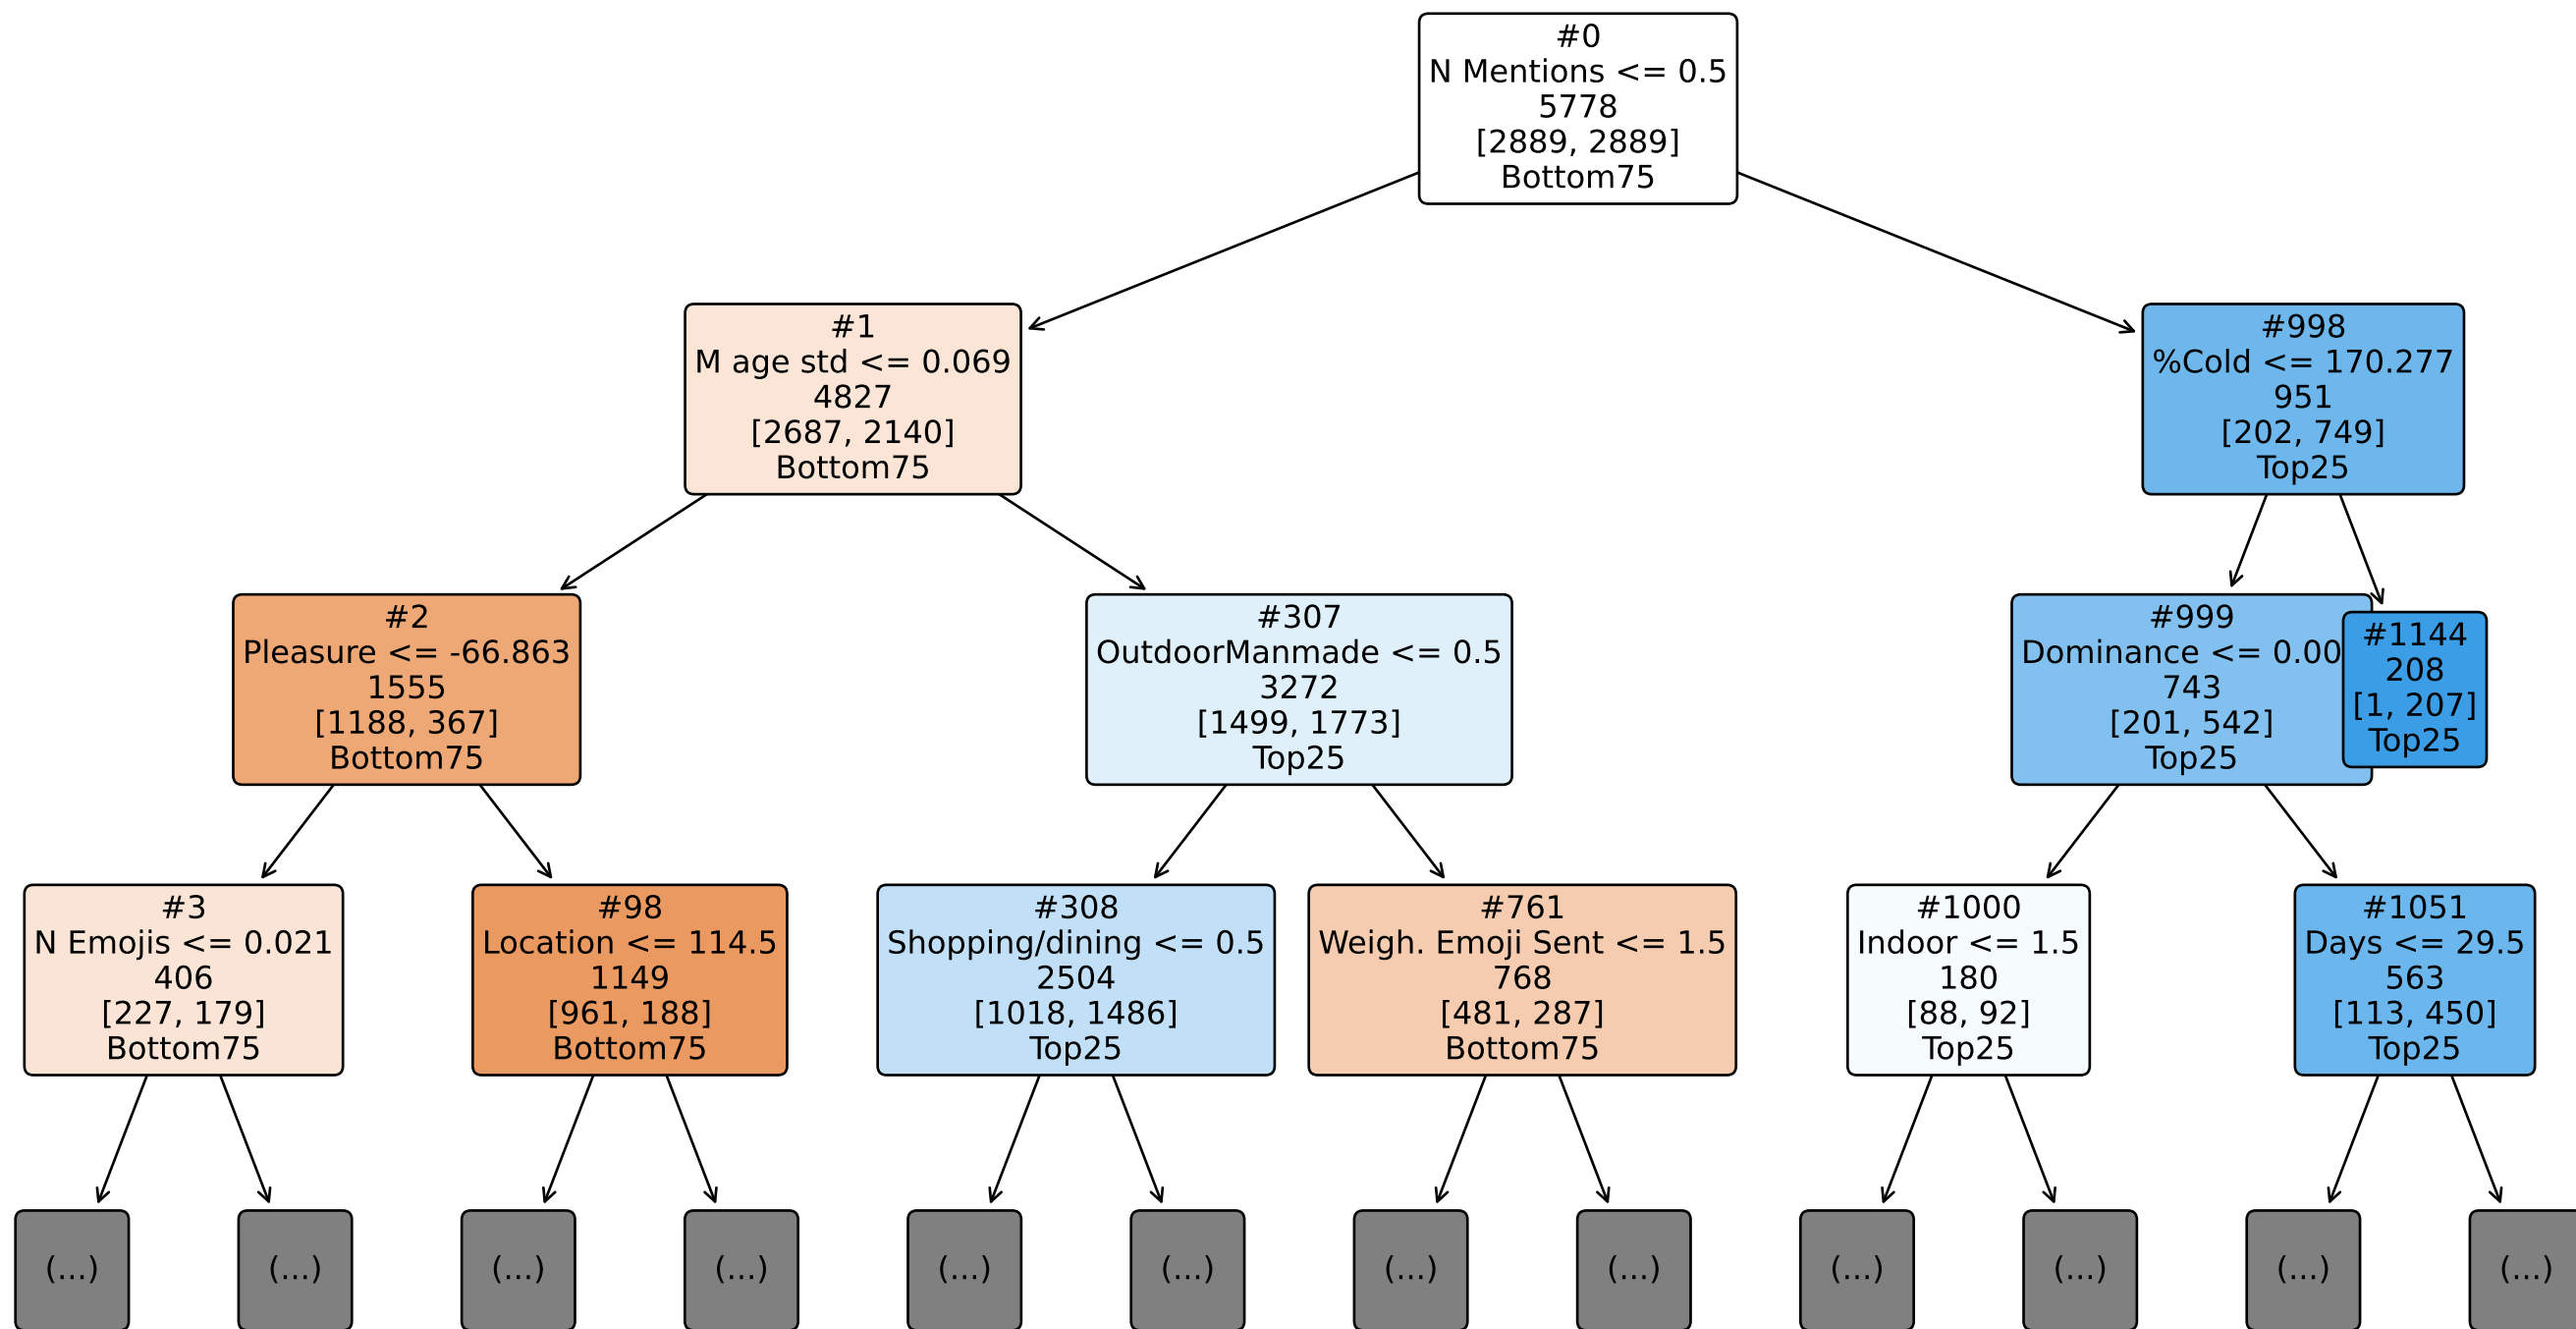 #0
N Mentions <= 0.5
5778
[2889, 2889]
Bottom75
#1
M age std <= 0.069
4827
[2687, 2140]
Bottom75
#998
%Cold <= 170.277
951
[202, 749]
Top25
#2
Pleasure <= -66.863
1555
[1188, 367]
Bottom75
#307
OutdoorManmade <= 0.5
3272
[1499, 1773]
Top25
#999
Dominance <= 0.00
743
[201, 542]
Top25
#1144
208
[1, 207]
Top25
#3
N Emojis <= 0.021
406
[227, 179]
Bottom75
#98
Location <= 114.5
1149
[961, 188]
Bottom75
#308
Shopping/dining <= 0.5
2504
[1018, 1486]
Top25
#761
Weigh. Emoji Sent <= 1.5
768
[481, 287]
Bottom75
#1000
Indoor <= 1.5
180
[88, 92]
Top25
#1051
Days <= 29.5
563
[113, 450]
Top25
(...)
(...)
(...)
(...)
(...)
(...)
(...)
(...)
(...)
(...)
(...)
(...)